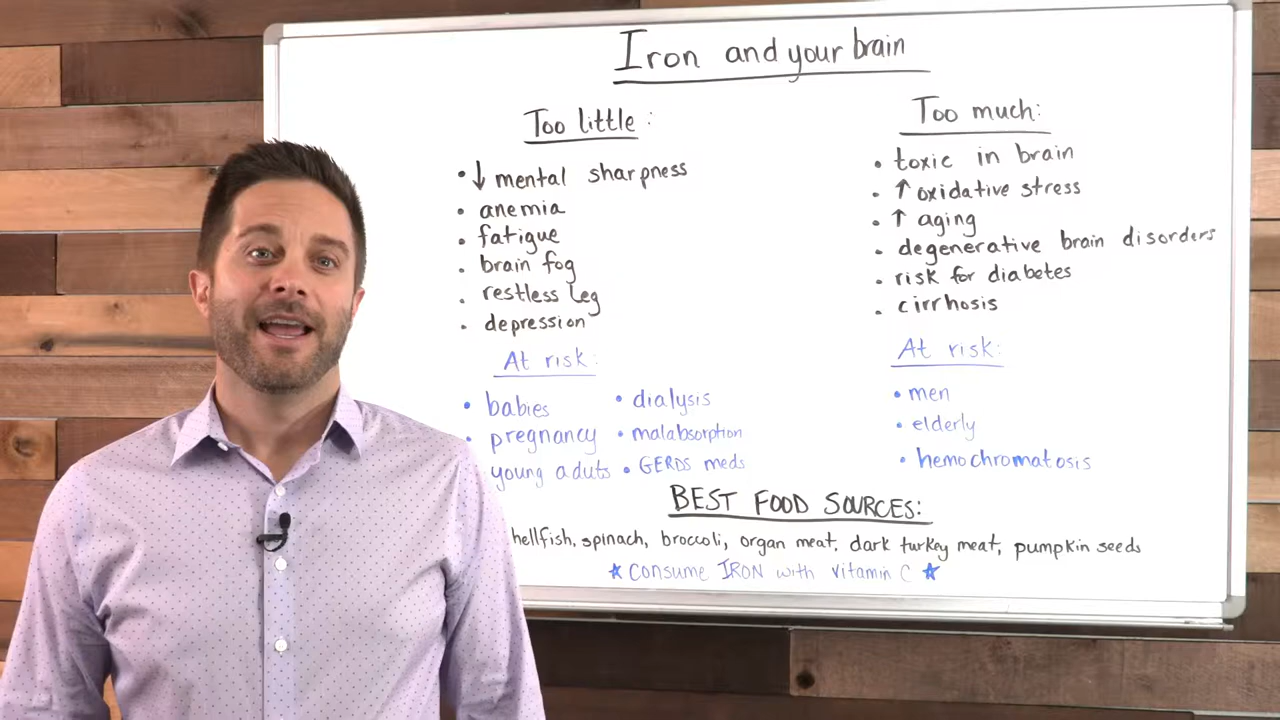 Iron and your brain
Too little:
• ↓ mental sharpness
• anemia
• fatigue
• brain fog
• restless leg
• depression
At risk:
• babies
• pregnancy
young aduts
• dialysis
• malabsorption
• GERDS meds
Too much:
• toxic in brain
• ↑ oxidative stress
• ↑ aging
• degenerative brain disorders
• risk for diabetes
• cirrhosis
At risk:
• men
• elderly
• hemochromatosis
BEST FOOD SOURCES:
hellfish, spinach, broccoli, organ meat, dark turkey meat, pumpkin seeds
★ Consume IRON with vitamin C ★